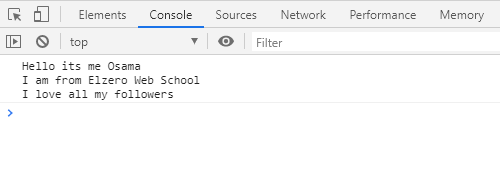 Elements Console Sources Network Performance Memory
top Filter
Hello its me Osama
I am from Elzero Web School
I love all my followers